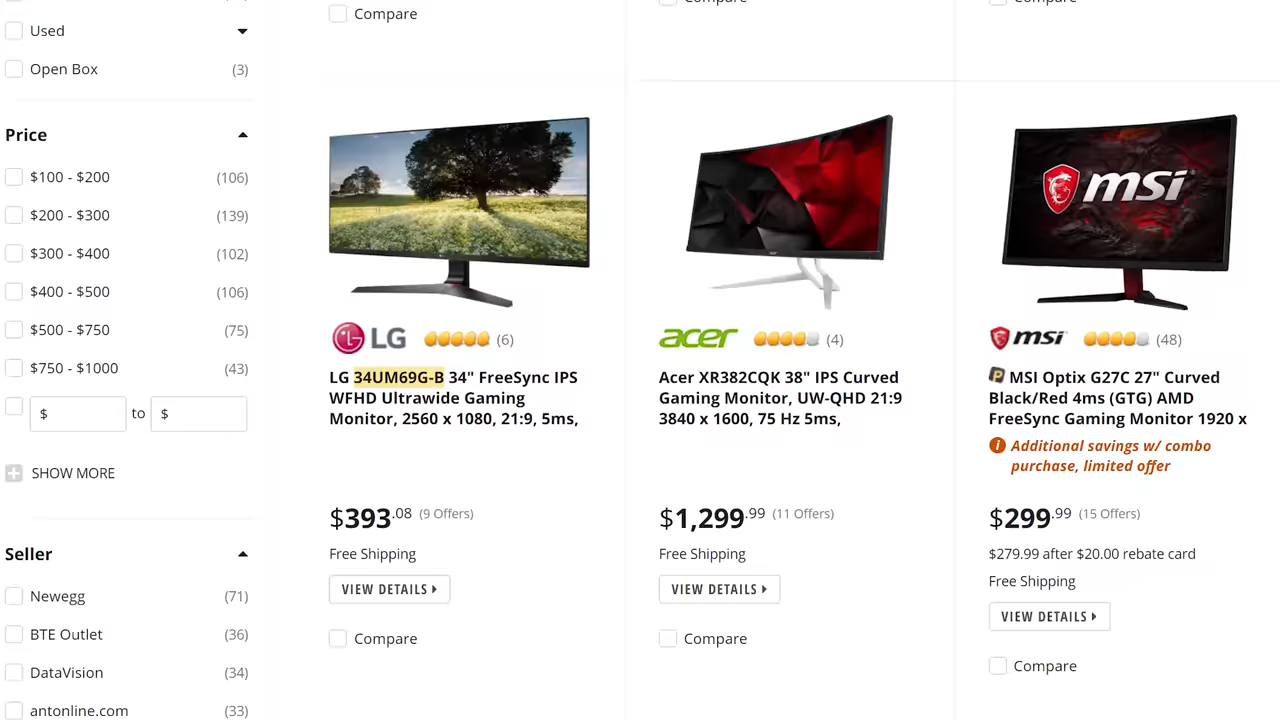 Compare
Compare
Compare
Used
Open Box
(3)
Price
$100 - $200
(106)
$200 - $300
(139)
$300 - $400
(102)
$400 - $500
(106)
$500 - $750
(75)
$750 - $1000
(43)
$
to
$
SHOW MORE
Seller
Newegg
(71)
BTE Outlet
(36)
DataVision
(34)
antonline.com
(33)
LG
(6)
LG 34UM69G-B 34" FreeSync IPS
WFHD Ultrawide Gaming
Monitor, 2560 x 1080, 21:9, 5ms,
$393.08 (9 Offers)
Free Shipping
VIEW DETAILS
Compare
acer
(4)
Acer XR382CQK 38" IPS Curved
Gaming Monitor, UW-QHD 21:9
3840 x 1600, 75 Hz 5ms,
$1,299.99 (11 Offers)
Free Shipping
VIEW DETAILS
Compare
msi
msi
(48)
MSI Optix G27C 27" Curved
Black/Red 4ms (GTG) AMD
FreeSync Gaming Monitor 1920 x
Additional savings w/ combo
purchase, limited offer
$299.99 (15 Offers)
$279.99 after $20.00 rebate card
Free Shipping
VIEW DETAILS
Compare